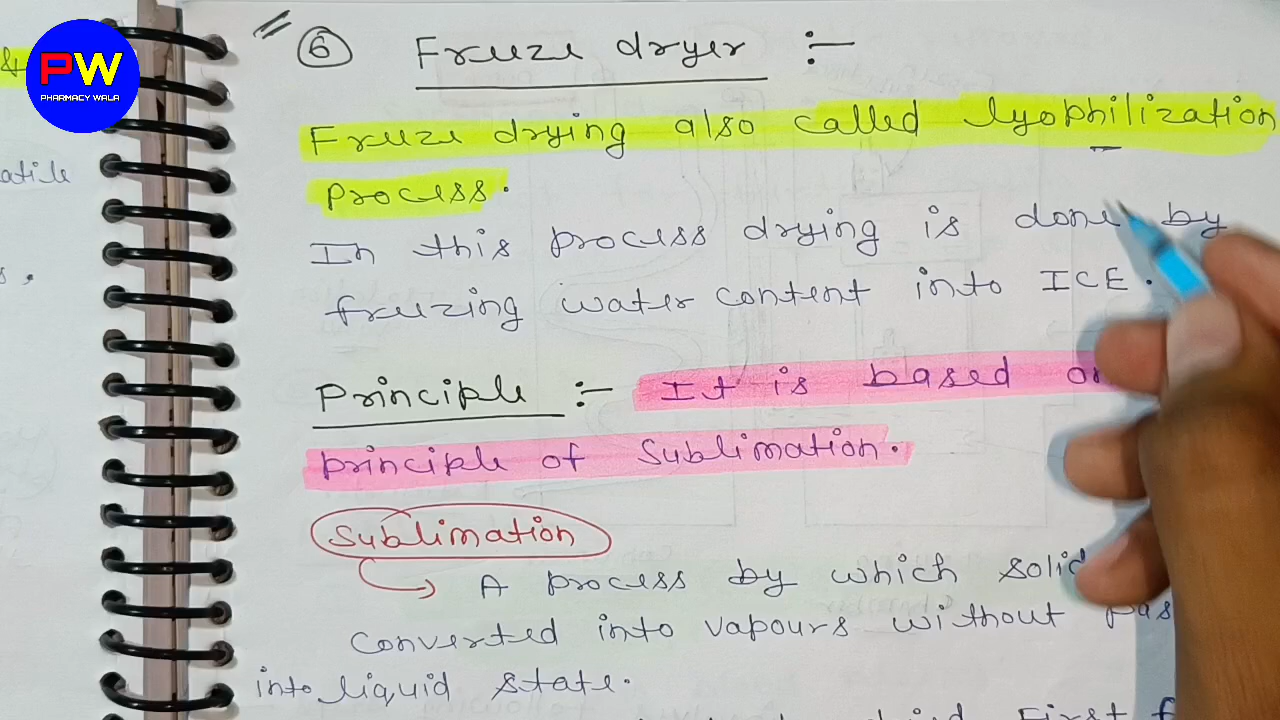 PW
PHARMACY WALA
&
atile
s,
6 Freeze dryer :-
Freeze drying also called lyophilization
process.
In this process drying is done by
freezing water content into ICE.
Principle :- It is based on
principle of sublimation.
Sublimation
A process by which solid
converted into vapours without pas
into liquid state.
First f